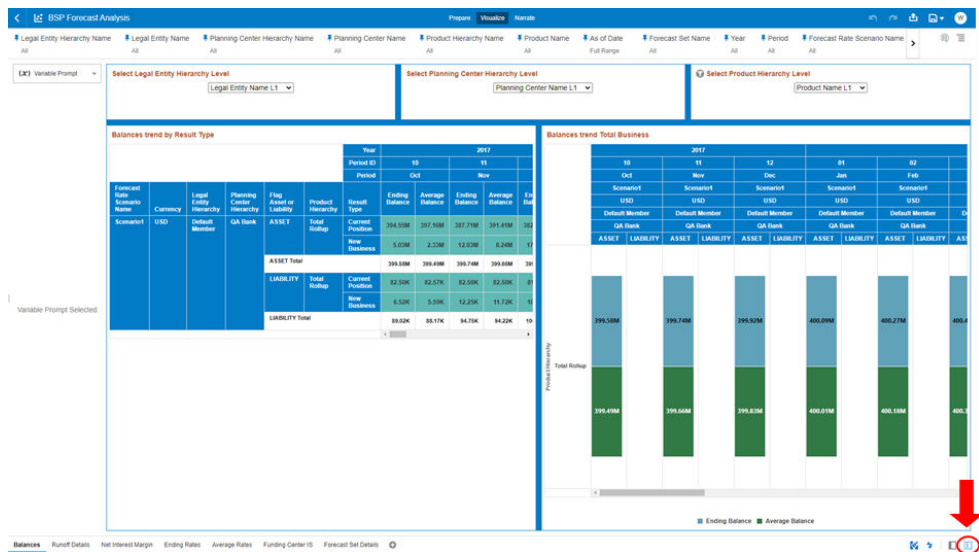 BSP Forecast Analysis
Prepare Visualize Narrate
W
Legal Entity Hierarchy Name Legal Entity Name Planning Center Hierarchy Name Planning Center Name Product Hierarchy Name Product Name As of Date Forecast Set Name Year Period Forecast Rate Scenario Name
All All All All All All Full Range All All All All
(x) Variable Prompt
Variable Prompt Selected
Select Legal Entity Hierarchy Level
Legal Entity Name L1
Select Planning Center Hierarchy Level
Planning Center Name L1
Select Product Hierarchy Level
Product Name L1
Balances trend by Result Type
Year 2017
Period ID 10 11
Period Oct Nov
Forecast Rate Scenario Name Currency Legal Entity Hierarchy Planning Center Hierarchy Flag Asset or Liability Product Hierarchy Result Type Ending Balance Average Balance Ending Balance Average Balance
Scenario1 USD Default Member QA Bank ASSET Total Rollup Current Position 394.55M 397.16M 387.71M 391.41M
New Business 5.03M 2.33M 12.03M 8.24M
ASSET Total 399.58M 399.49M 399.74M 399.66M
LIABILITY Total Rollup Current Position 82.50K 82.57K 82.50K 82.50K
New Business 6.52K 5.59K 12.25K 11.72K
LIABILITY Total 89.02K 88.17K 94.75K 94.22K
Balances trend Total Business
2017
10 11 12 01 02
Oct Nov Dec Jan Feb
Scenario1 Scenario1 Scenario1 Scenario1 Scenario1
USD USD USD USD USD
Default Member Default Member Default Member Default Member Default Member
QA Bank QA Bank QA Bank QA Bank QA Bank
ASSET LIABILITY ASSET LIABILITY ASSET LIABILITY ASSET LIABILITY ASSET LIABILITY
399.58M 399.74M 399.92M 400.09M 400.27M
Product Hierarchy
Total Rollup
399.49M 399.66M 399.83M 400.01M 400.18M
Ending Balance Average Balance
Balances Runoff Details Net Interest Margin Ending Rates Average Rates Funding Center IS Forecast Set Details